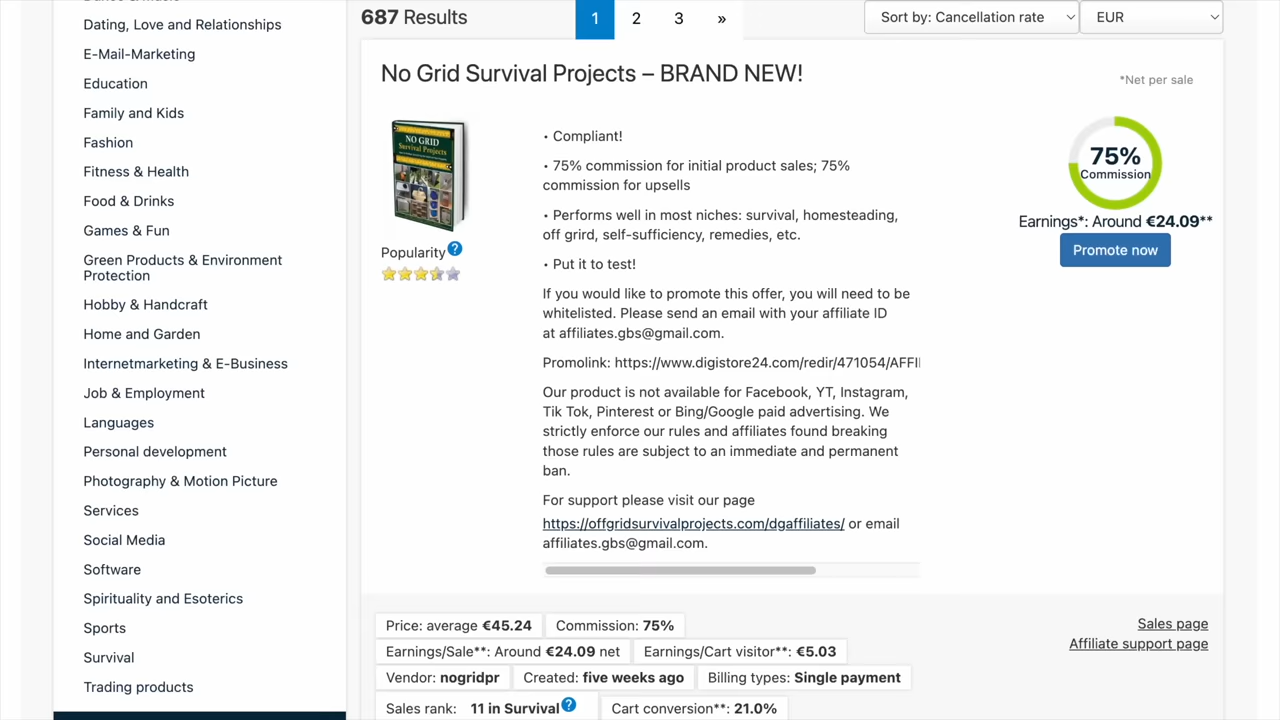 Dating, Love and Relationships
E-Mail-Marketing
Education
Family and Kids
Fashion
Fitness & Health
Food & Drinks
Games & Fun
Green Products & Environment
Protection
Hobby & Handcraft
Home and Garden
Internetmarketing & E-Business
Job & Employment
Languages
Personal development
Photography & Motion Picture
Services
Social Media
Software
Spirituality and Esoterics
Sports
Survival
Trading products
687 Results
1 2 3 »
Sort by: Cancellation rate
EUR
No Grid Survival Projects – BRAND NEW!
*Net per sale
NO GRID
Survival Projects
Popularity ?
• Compliant!
• 75% commission for initial product sales; 75%
commission for upsells
• Performs well in most niches: survival, homesteading,
off grird, self-sufficiency, remedies, etc.
• Put it to test!
If you would like to promote this offer, you will need to be
whitelisted. Please send an email with your affiliate ID
at affiliates.gbs@gmail.com.
Promolink: https://www.digistore24.com/redir/471054/AFFI
Our product is not available for Facebook, YT, Instagram,
Tik Tok, Pinterest or Bing/Google paid advertising. We
strictly enforce our rules and affiliates found breaking
those rules are subject to an immediate and permanent
ban.
For support please visit our page
https://offgridsurvivalprojects.com/dgaffiliates/ or email
affiliates.gbs@gmail.com.
75%
Commission
Earnings*: Around €24.09**
Promote now
Price: average €45.24
Commission: 75%
Earnings/Sale**: Around €24.09 net
Earnings/Cart visitor**: €5.03
Vendor: nogridpr
Created: five weeks ago
Billing types: Single payment
Sales rank: 11 in Survival ?
Cart conversion**: 21.0%
Sales page
Affiliate support page